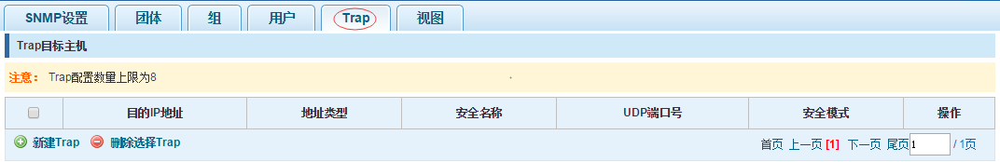 SNMP设置 团体 组 用户 Trap 视图
Trap目标主机
注意： Trap配置数量上限为8
目的IP地址 地址类型 安全名称 UDP端口号 安全模式 操作
新建Trap 删除选择Trap 首页 上一页 [1] 下一页 尾页 1 / 1页